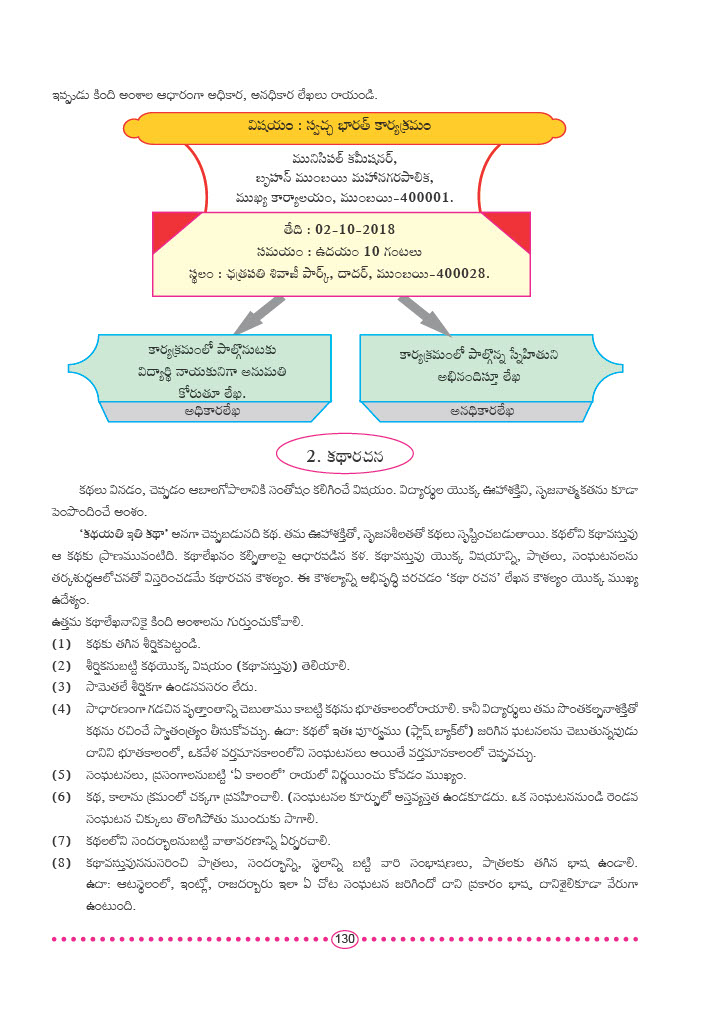 ఇప్పుడు కింది అంశాల ఆధారంగా అధికార, అనధికార లేఖలు రాయండి.
విషయం : స్వచ్ఛ భారత్ కార్యక్రమం
మునిసిపల్ కమీషనర్,
బృహన్ ముంబయి మహానగరపాలిక,
ముఖ్య కార్యాలయం, ముంబయి-400001.
తేది : 02-10-2018
సమయం : ఉదయం 10 గంటలు
స్థలం : ఛత్రపతి శివాజీ పార్క్, దాదర్, ముంబయి-400028.
కార్యక్రమంలో పాల్గొనుటకు
విద్యార్థి నాయకునిగా అనుమతి
కోరుతూ లేఖ.
అధికారలేఖ
కార్యక్రమంలో పాల్గొన్న స్నేహితుని
అభినందిస్తూ లేఖ
అనధికారలేఖ
2. కథారచన
కథలు వినడం, చెప్పడం ఆబాలగోపాలానికి సంతోషం కలిగించే విషయం. విద్యార్థుల యొక్క ఊహాశక్తిని, సృజనాత్మకతను కూడా
పెంపొందించే అంశం.
‘కథయతి ఇతి కథా’ అనగా చెప్పబడునది కథ. తమ ఊహాశక్తితో, సృజనశీలతతో కథలు సృష్టించబడుతాయి. కథలోని కథావస్తువు
ఆ కథకు ప్రాణమువంటిది. కథాలేఖనం కల్పితాలపై ఆధారపడిన కళ. కథావస్తువు యొక్క విషయాన్ని, పాత్రలు, సంఘటనలను
తర్కశుద్ధఆలోచనతో విస్తరించడమే కథారచన కౌశల్యం. ఈ కౌశల్యాన్ని అభివృద్ధి పరచడం ‘కథా రచన’ లేఖన కౌశల్యం యొక్క ముఖ్య
ఉద్దేశ్యం.
ఉత్తమ కథాలేఖనానికై కింది అంశాలను గుర్తుంచుకోవాలి.
(1) కథకు తగిన శీర్షికపెట్టండి.
(2) శీర్షికనుబట్టి కథయొక్క విషయం (కథావస్తువు) తెలియాలి.
(3) సామెతలే శీర్షికగా ఉండనవసరం లేదు.
(4) సాధారణంగా గడచిన వృత్తాంతాన్ని చెబుతాము కాబట్టి కథను భూతకాలంలోరాయాలి. కానీ విద్యార్థులు తమ సొంతకల్పనాశక్తితో
కథను రచించే స్వాతంత్ర్యం తీసుకోవచ్చు. ఉదా: కథలో ఇతః పూర్వము (ఫ్లాష్ బ్యాక్‌లో) జరిగిన ఘటనలను చెబుతున్నపుడు
దానిని భూతకాలంలో, ఒకవేళ వర్తమానకాలంలోని సంఘటనలు అయితే వర్తమానకాలంలో చెప్పవచ్చు.
(5) సంఘటనలు, ప్రసంగాలనుబట్టి ‘ఏ కాలంలో’ రాయలో నిర్ణయించు కోవడం ముఖ్యం.
(6) కథ, కాలాను క్రమంలో చక్కగా ప్రవహించాలి. (సంఘటనల కూర్పులో అస్తవ్యస్తత ఉండకూడదు. ఒక సంఘటననుండి రెండవ
సంఘటన చిక్కులు తొలగిపోతు ముందుకు సాగాలి.
(7) కథలలోని సందర్భాలనుబట్టి వాతావరణాన్ని ఏర్పరచాలి.
(8) కథావస్తువుననుసరించి పాత్రలు, సందర్భాన్ని, స్థలాన్ని బట్టి వారి సంభాషణలు, పాత్రలకు తగిన భాష ఉండాలి.
ఉదా: ఆటస్థలంలో, ఇంట్లో, రాజదర్బారు ఇలా ఏ చోట సంఘటన జరిగిందో దాని ప్రకారం భాష, దానిశైలికూడా వేరుగా
ఉంటుంది.
130